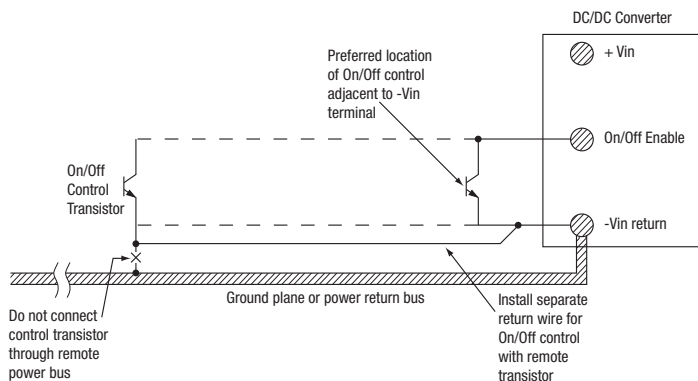 DC/DC Converter
+ Vin
Preferred location
of On/Off control
adjacent to -Vin
terminal
On/Off Enable
On/Off
Control
Transistor
-Vin return
Ground plane or power return bus
Do not connect
control transistor
through remote
power bus
Install separate
return wire for
On/Off control
with remote
transistor